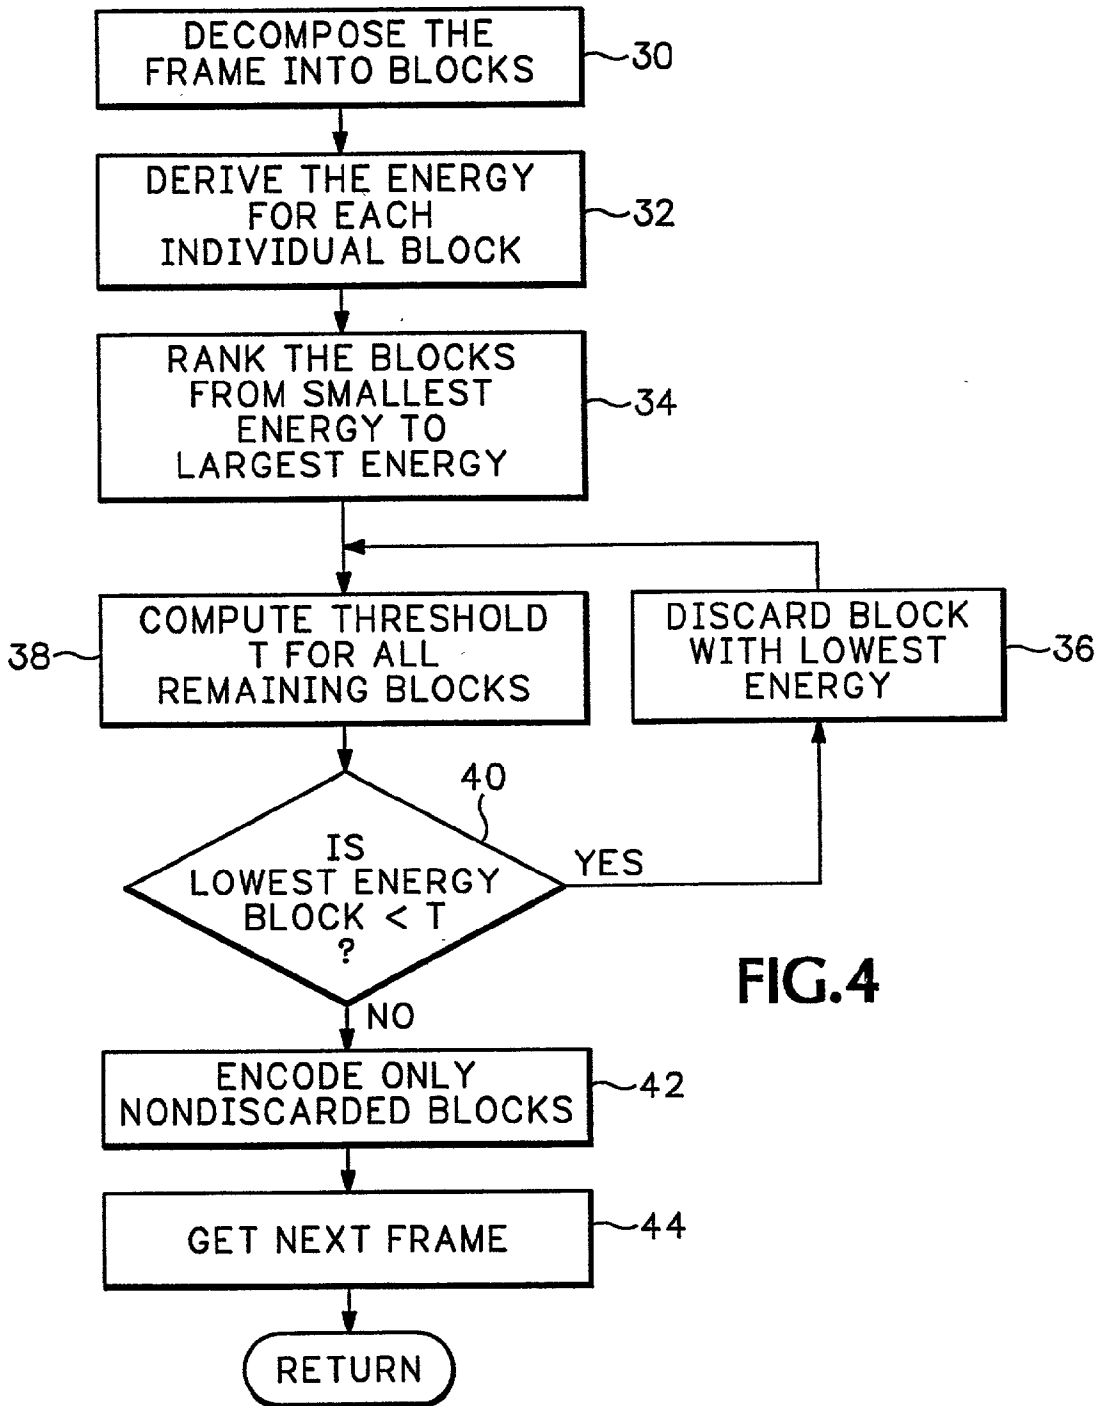 DECOMPOSE THE
FRAME INTO BLOCKS
30
DERIVE THE ENERGY
FOR EACH
INDIVIDUAL BLOCK
32
RANK THE BLOCKS
FROM SMALLEST
ENERGY TO
LARGEST ENERGY
34
COMPUTE THRESHOLD
T FOR ALL
REMAINING BLOCKS
38
DISCARD BLOCK
WITH LOWEST
ENERGY
36
40
IS
LOWEST ENERGY
BLOCK < T
?
YES
NO
FIG.4
ENCODE ONLY
NONDISCARDED BLOCKS
42
GET NEXT FRAME
44
RETURN